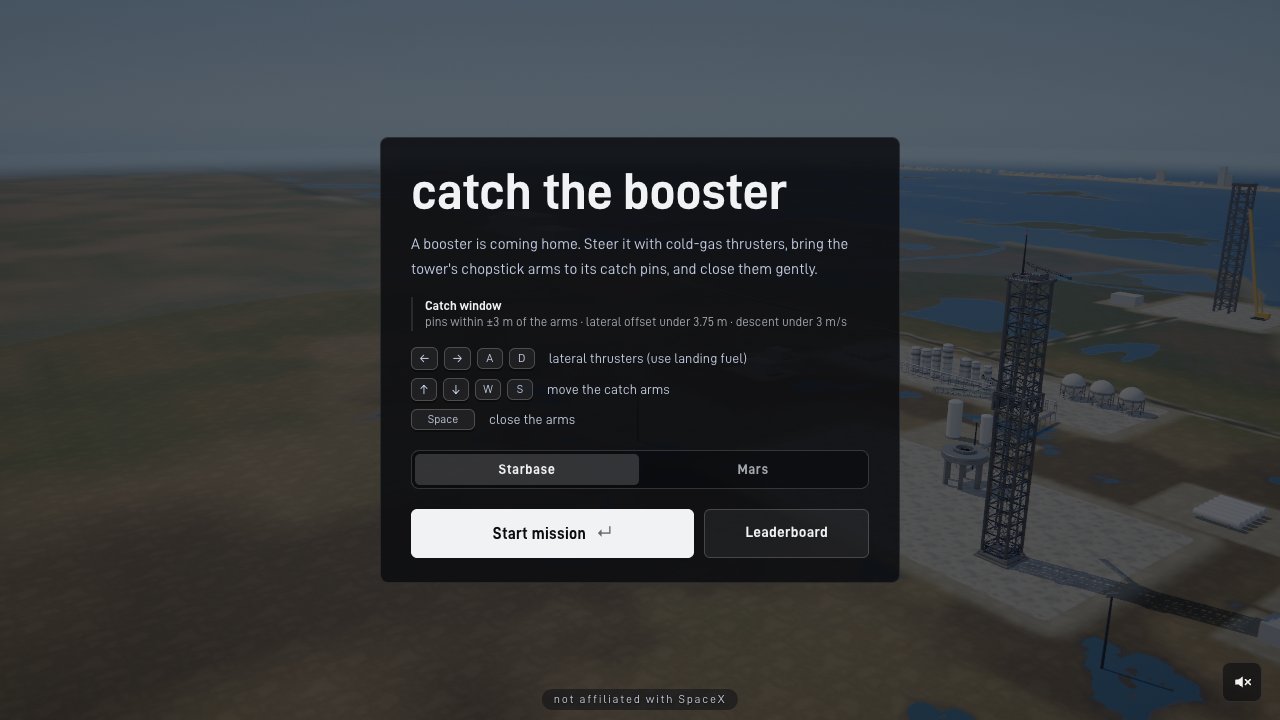 catch the booster
A booster is coming home. Steer it with cold-gas thrusters, bring the
tower's chopstick arms to its catch pins, and close them gently.
Catch window
pins within ±3 m of the arms · lateral offset under 3.75 m · descent under 3 m/s
← → A D lateral thrusters (use landing fuel)
↑ ↓ W S move the catch arms
Space close the arms
Starbase Mars
Start mission ↵ Leaderboard
not affiliated with SpaceX